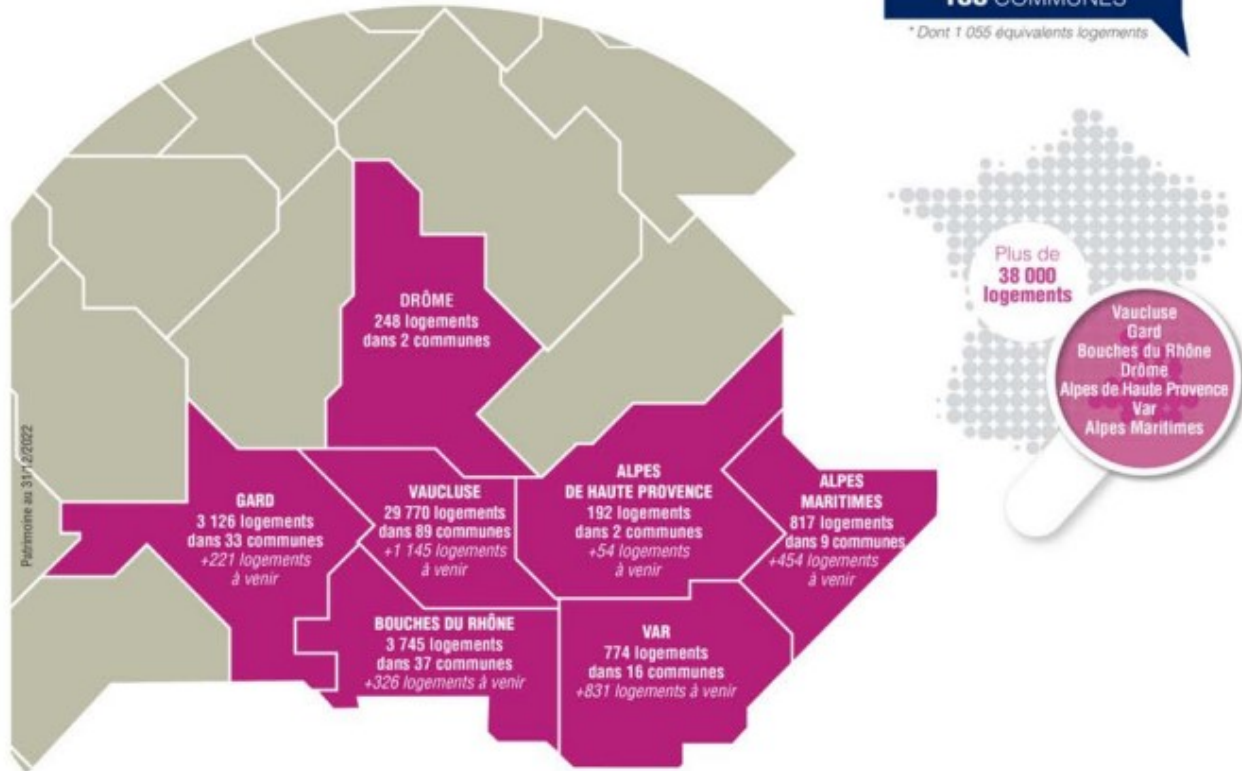 COMMUNES
* Dont 1 055 équivalents logements
Plus de
38 000
logements
Vaucluse
Gard
Bouches du Rhône
Drôme
Alpes de Haute Provence
Var
Alpes Maritimes
DRÔME
248 logements
dans 2 communes
GARD
3 126 logements
dans 33 communes
+221 logements
à venir
VAUCLUSE
29 770 logements
dans 89 communes
+1 145 logements
à venir
ALPES
DE HAUTE PROVENCE
192 logements
dans 2 communes
+54 logements
à venir
ALPES
MARITIMES
817 logements
dans 9 communes
+454 logements
à venir
BOUCHES DU RHÔNE
3 745 logements
dans 37 communes
+326 logements à venir
VAR
774 logements
dans 16 communes
+831 logements à venir
Patrimoine au 31/12/2022